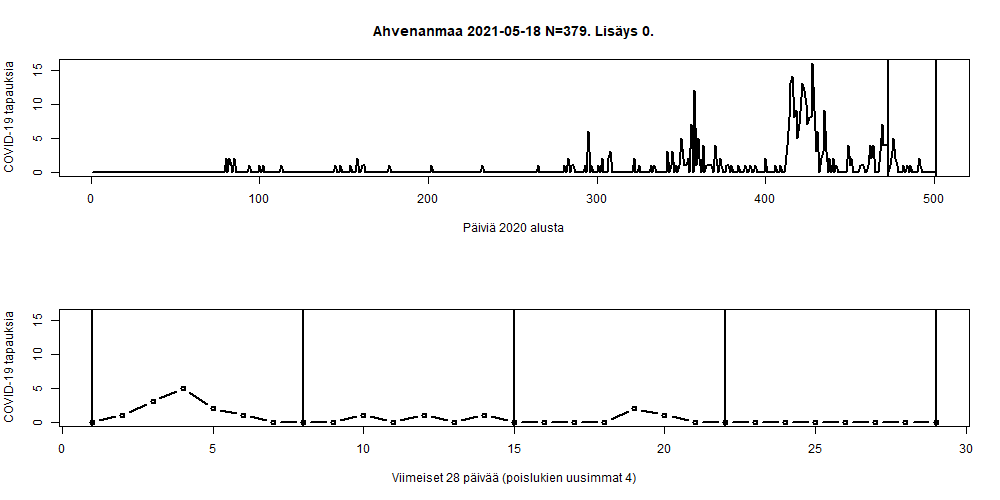 Ahvenanmaa 2021-05-18 N=379. Lisäys 0.
COVID-19 tapauksia
15
10
5
0
0 100 200 300 400 500
Päiviä 2020 alusta
COVID-19 tapauksia
15
10
5
0
0 5 10 15 20 25 30
Viimeiset 28 päivää (poislukien uusimmat 4)